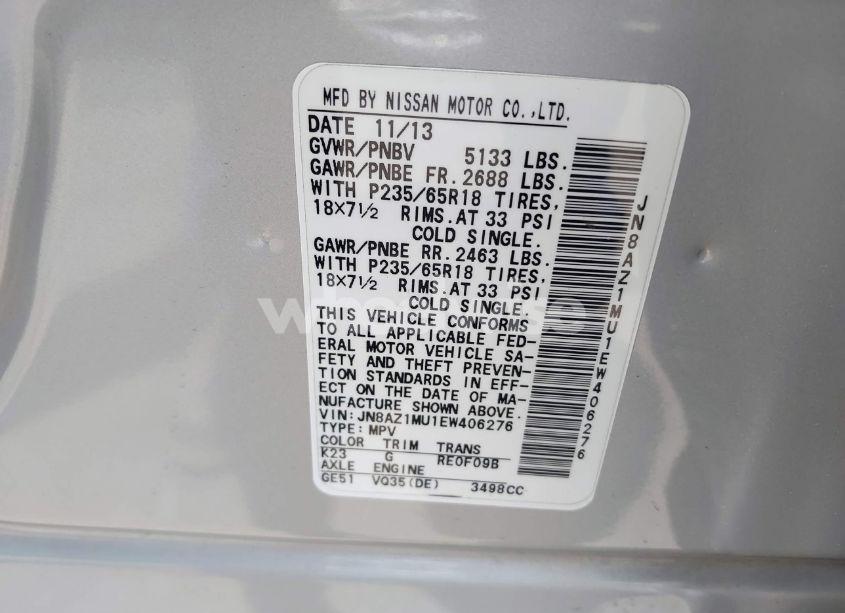 MFD BY NISSAN MOTOR CO.,LTD.
DATE 11/13
GVWR/PNBV 5133 LBS.
GAWR/PNBE FR. 2688 LBS.
WITH P235/65R18 TIRES,
18×7½ RIMS. AT 33 PSI
COLD SINGLE.
GAWR/PNBE RR. 2463 LBS.
WITH P235/65R18 TIRES,
18×7½ RIMS. AT 33 PSI
COLD SINGLE.
THIS VEHICLE CONFORMS
TO ALL APPLICABLE FED-
ERAL MOTOR VEHICLE SA-
FETY AND THEFT PREVEN-
TION STANDARDS IN EFF-
ECT ON THE DATE OF MA-
NUFACTURE SHOWN ABOVE.
VIN: JN8AZ1MU1EW406276
TYPE: MPV
COLOR TRIM TRANS
K23 G RE0F09B
AXLE ENGINE
GE51 VQ35(DE) 3498CC
JN8AZ1MU1EW406276